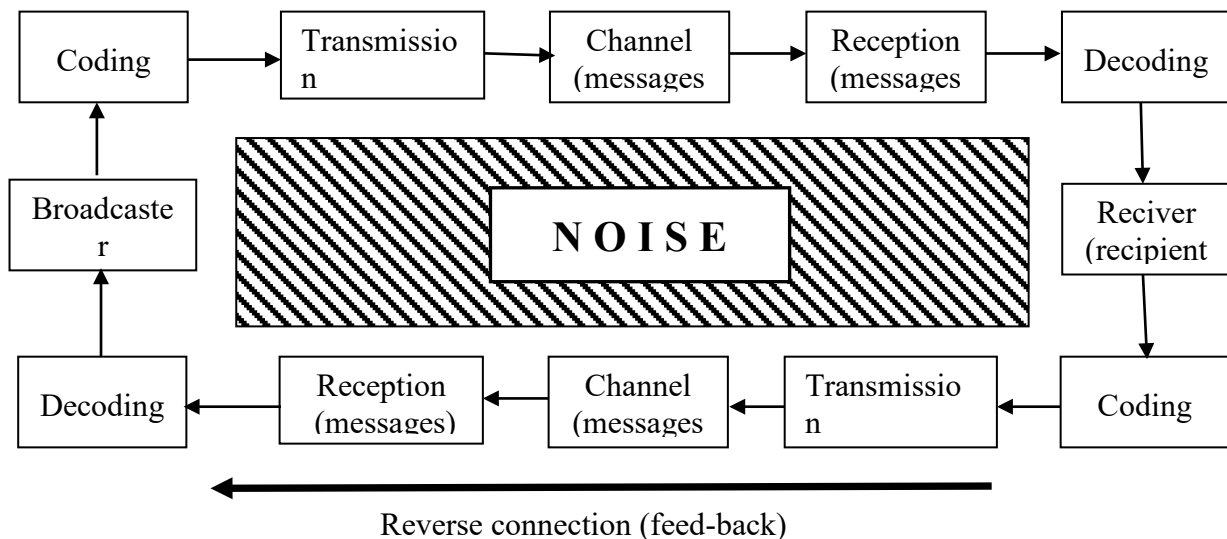 Coding
Transmissio
n
Channel
(messages
Reception
(messages
Decoding
Broadcaste
r
N O I S E
Reciver
(recipient
Decoding
Reception
(messages)
Channel
(messages
Transmissio
n
Coding
Reverse connection (feed-back)